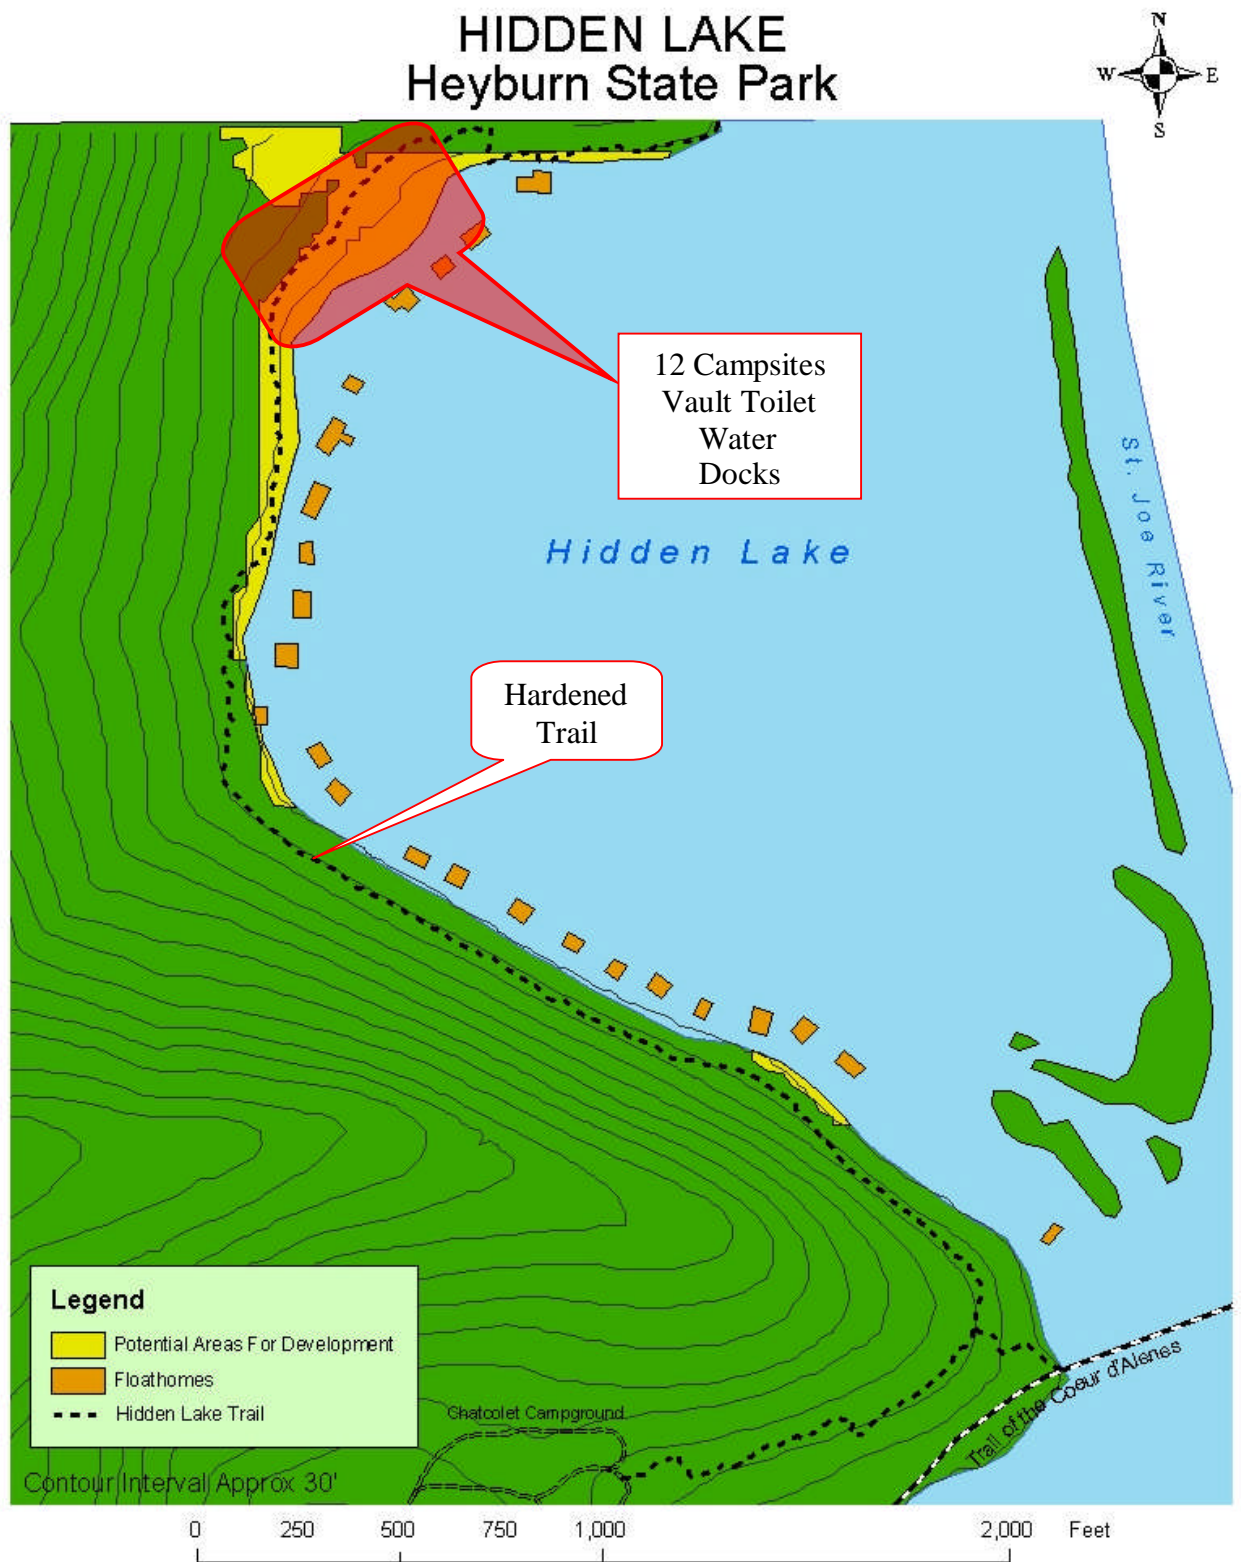 HIDDEN LAKE
Heyburn State Park
N
W E
S
12 Campsites
Vault Toilet
Water
Docks
St. Joe River
Hidden Lake
Hardened
Trail
Legend
Potential Areas For Development
Floathomes
Hidden Lake Trail
Chatcolet Campground
Trail of the Coeur d'Alenes
Contour Interval Approx 30'
0 250 500 750 1,000 2,000 Feet